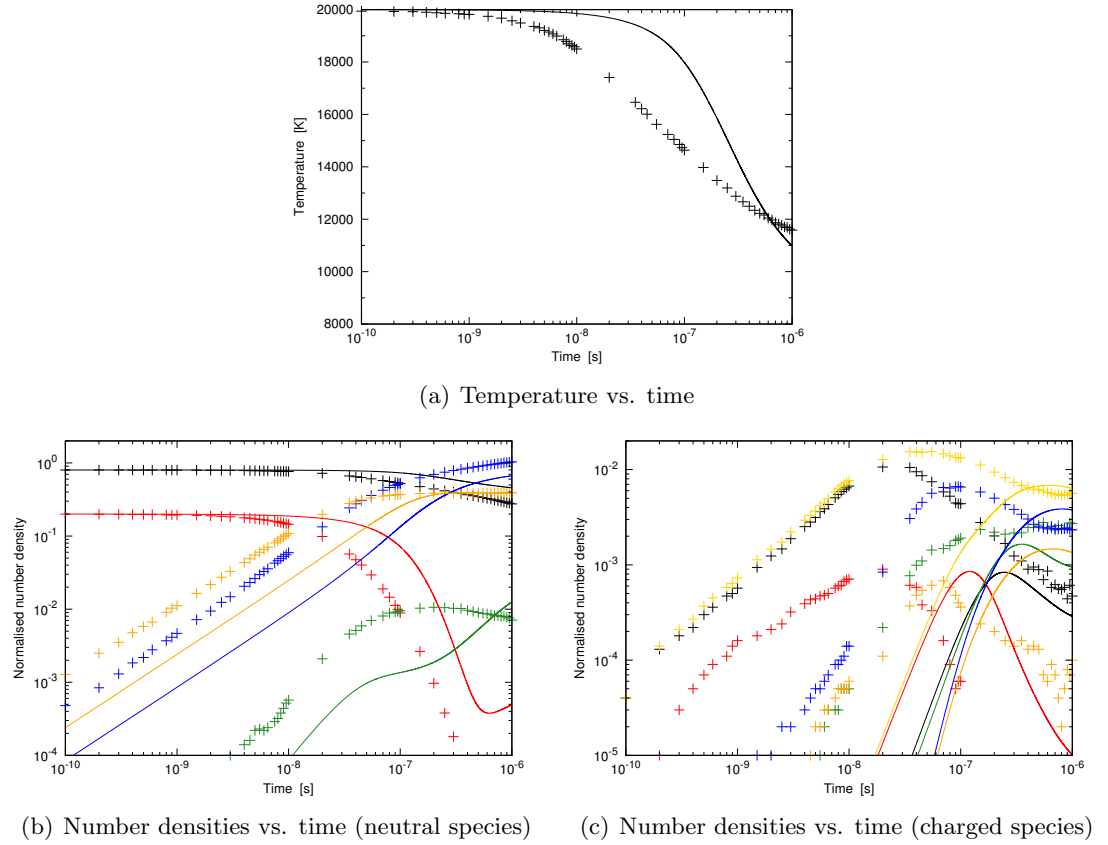 20000
18000
16000
14000
12000
10000
8000
Temperature [K]
10⁻¹⁰ 10⁻⁹ 10⁻⁸ 10⁻⁷ 10⁻⁶
Time [s]
(a) Temperature vs. time
10⁰
10⁻¹
10⁻²
10⁻³
10⁻⁴
Normalised number density
10⁻¹⁰ 10⁻⁹ 10⁻⁸ 10⁻⁷ 10⁻⁶
Time [s]
(b) Number densities vs. time (neutral species)
10⁻²
10⁻³
10⁻⁴
10⁻⁵
Normalised number density
10⁻¹⁰ 10⁻⁹ 10⁻⁸ 10⁻⁷ 10⁻⁶
Time [s]
(c) Number densities vs. time (charged species)